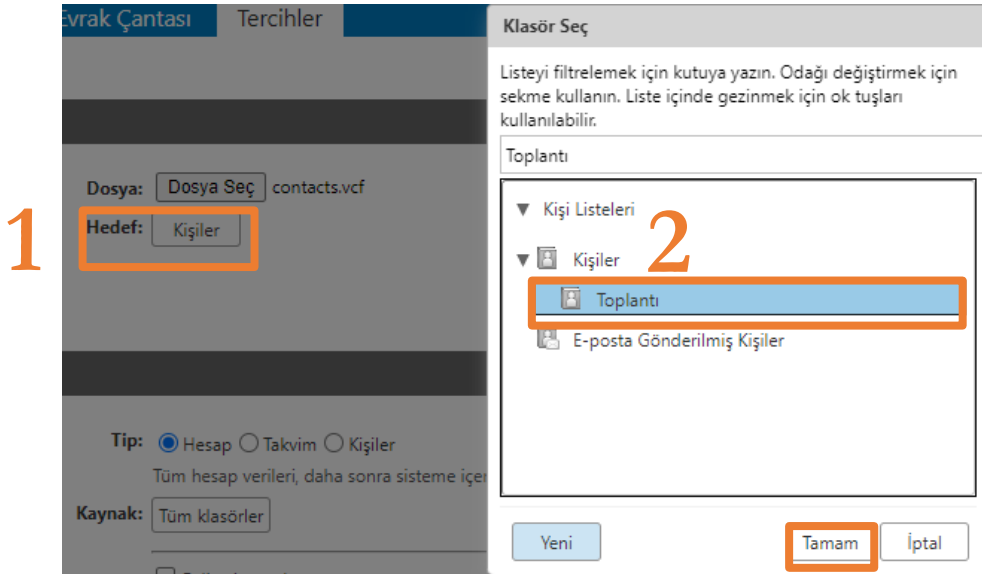 Evrak Çantası Tercihler
Dosya: Dosya Seç contacts.vcf
1
Hedef: Kişiler
Tip: Hesap Takvim Kişiler
Tüm hesap verileri, daha sonra sisteme içer
Kaynak: Tüm klasörler
Klasör Seç
Listeyi filtrelemek için kutuya yazın. Odağı değiştirmek için
sekme kullanın. Liste içinde gezinmek için ok tuşları
kullanılabilir.
Toplantı
Kişi Listeleri
2
Kişiler
Toplantı
E-posta Gönderilmiş Kişiler
Yeni Tamam İptal